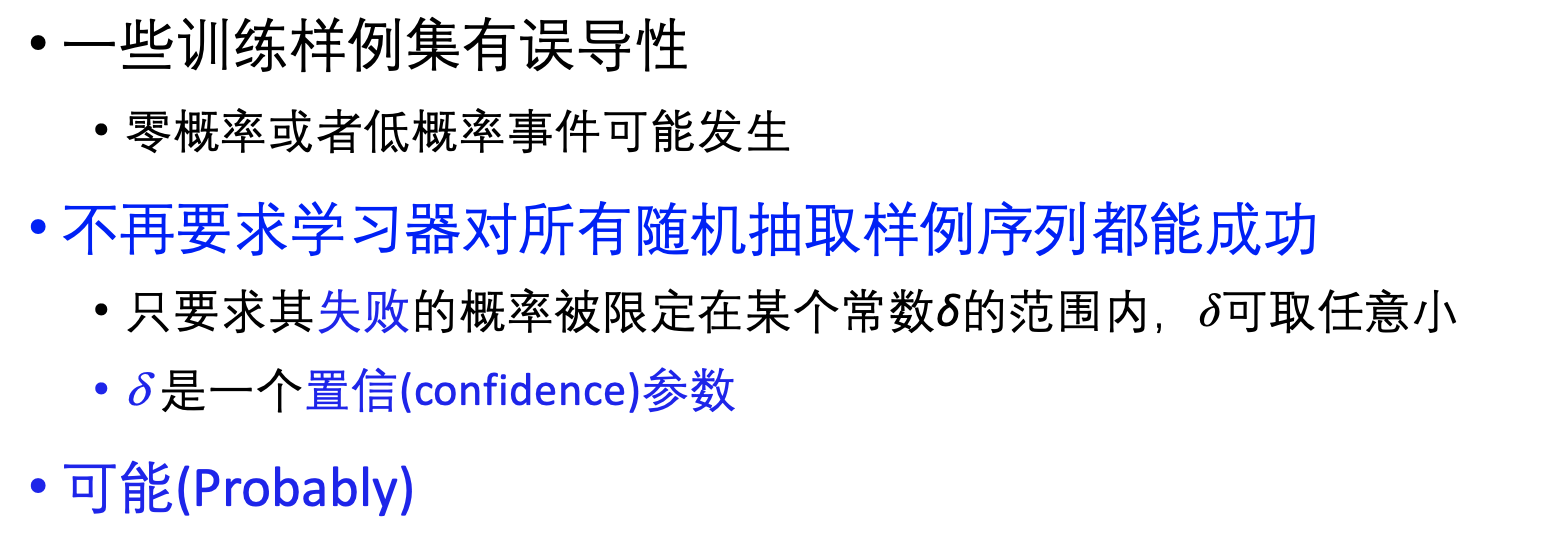 • 一些训练样例集有误导性
• 零概率或者低概率事件可能发生
• 不再要求学习器对所有随机抽取样例序列都能成功
• 只要求其失败的概率被限定在某个常数δ的范围内，δ可取任意小
• δ 是一个置信(confidence)参数
• 可能(Probably)